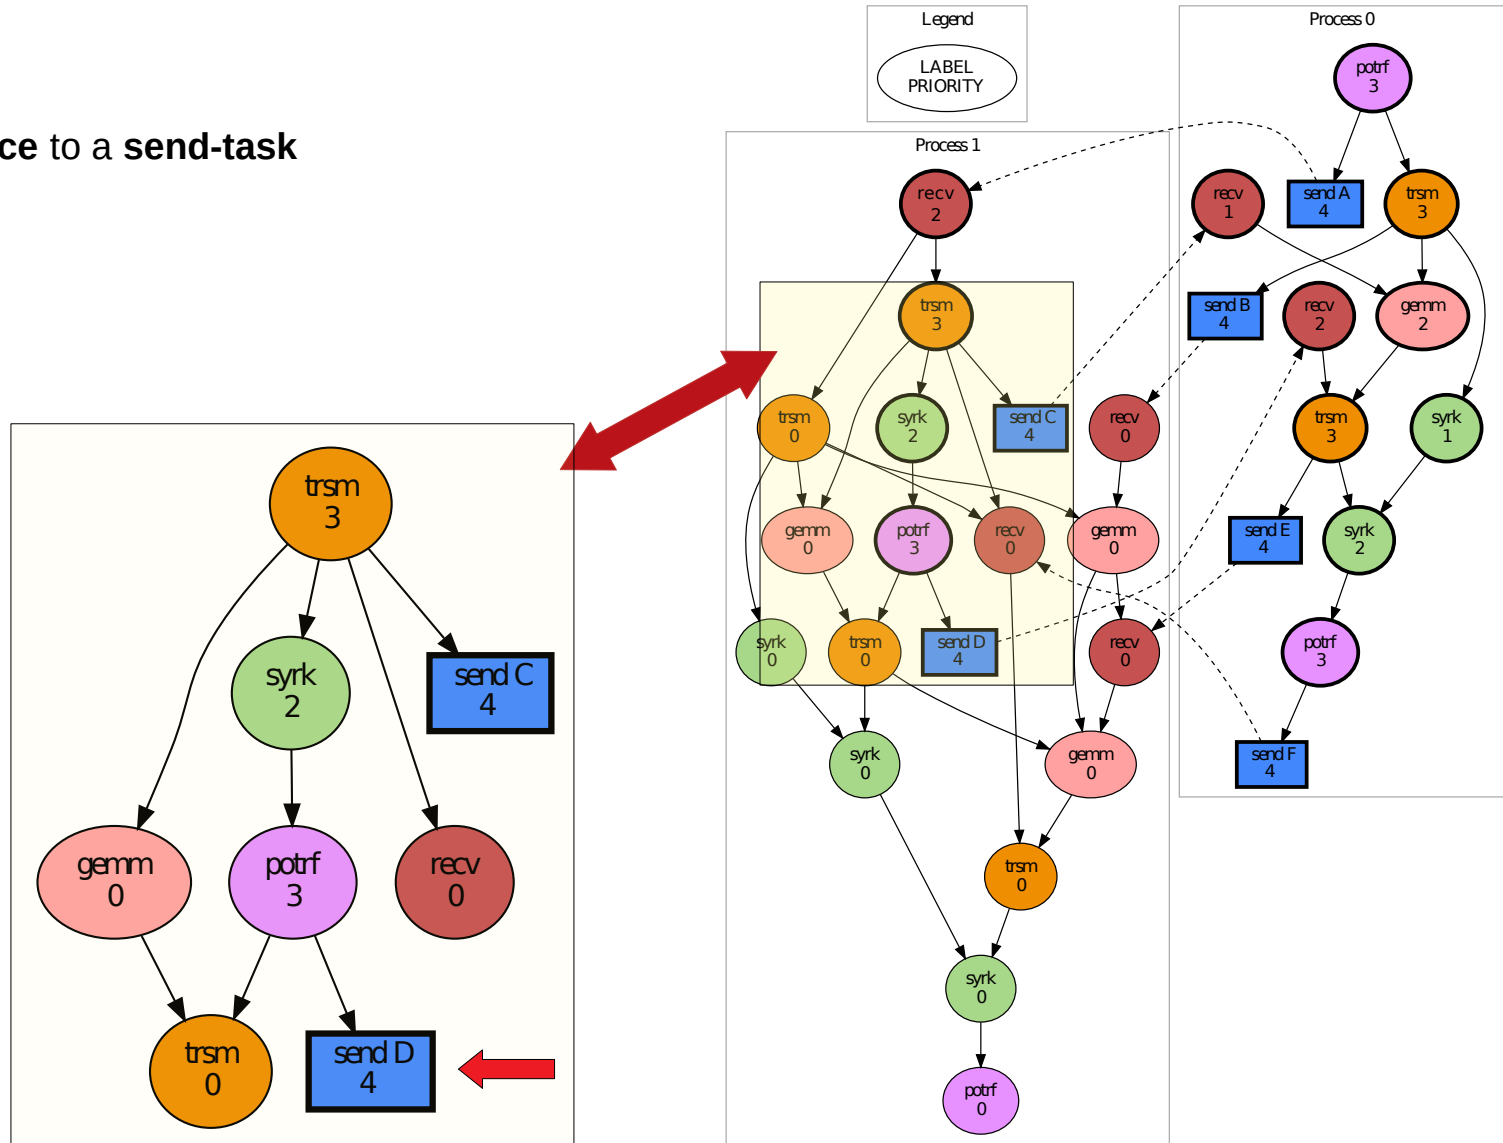 ce to a send-task
Legend
LABEL
PRIORITY
Process 1
recv
2
trsm
3
trsm
0
syrk
2
send C
4
recv
0
gemm
0
potrf
3
recv
0
gemm
0
syrk
0
trsm
0
send D
4
recv
0
syrk
0
gemm
0
trsm
0
syrk
0
potrf
0
Process 0
potrf
3
recv
1
send A
4
trsm
3
send B
4
recv
2
gemm
2
trsm
3
syrk
1
send E
4
syrk
2
potrf
3
send F
4
trsm
3
syrk
2
send C
4
gemm
0
potrf
3
recv
0
trsm
0
send D
4